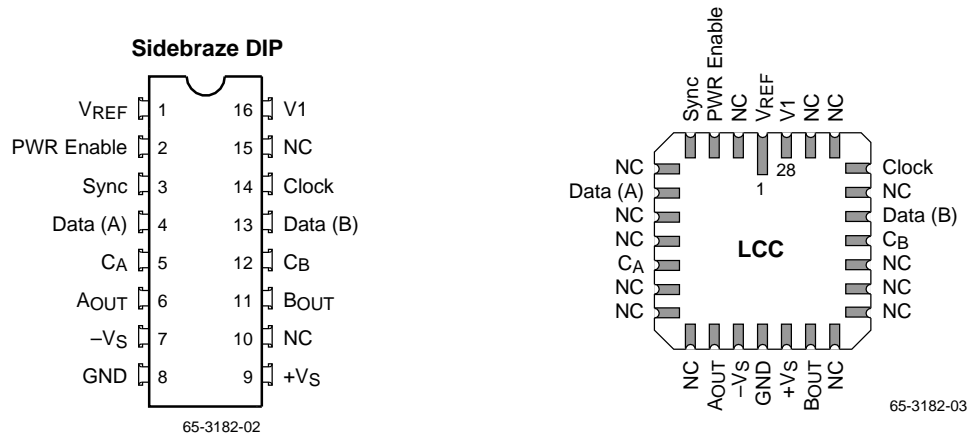 Sidebraze DIP
VREF 1 16 V1
PWR Enable 2 15 NC
Sync 3 14 Clock
Data (A) 4 13 Data (B)
CA 5 12 CB
AOUT 6 11 BOUT
–VS 7 10 NC
GND 8 9 +VS
65-3182-02
Sync
PWR Enable
NC
VREF
V1
NC
NC
1
28
NC
Data (A)
NC
NC
CA
NC
NC
LCC
Clock
NC
Data (B)
CB
NC
NC
NC
NC
AOUT
–VS
GND
+VS
BOUT
NC
65-3182-03